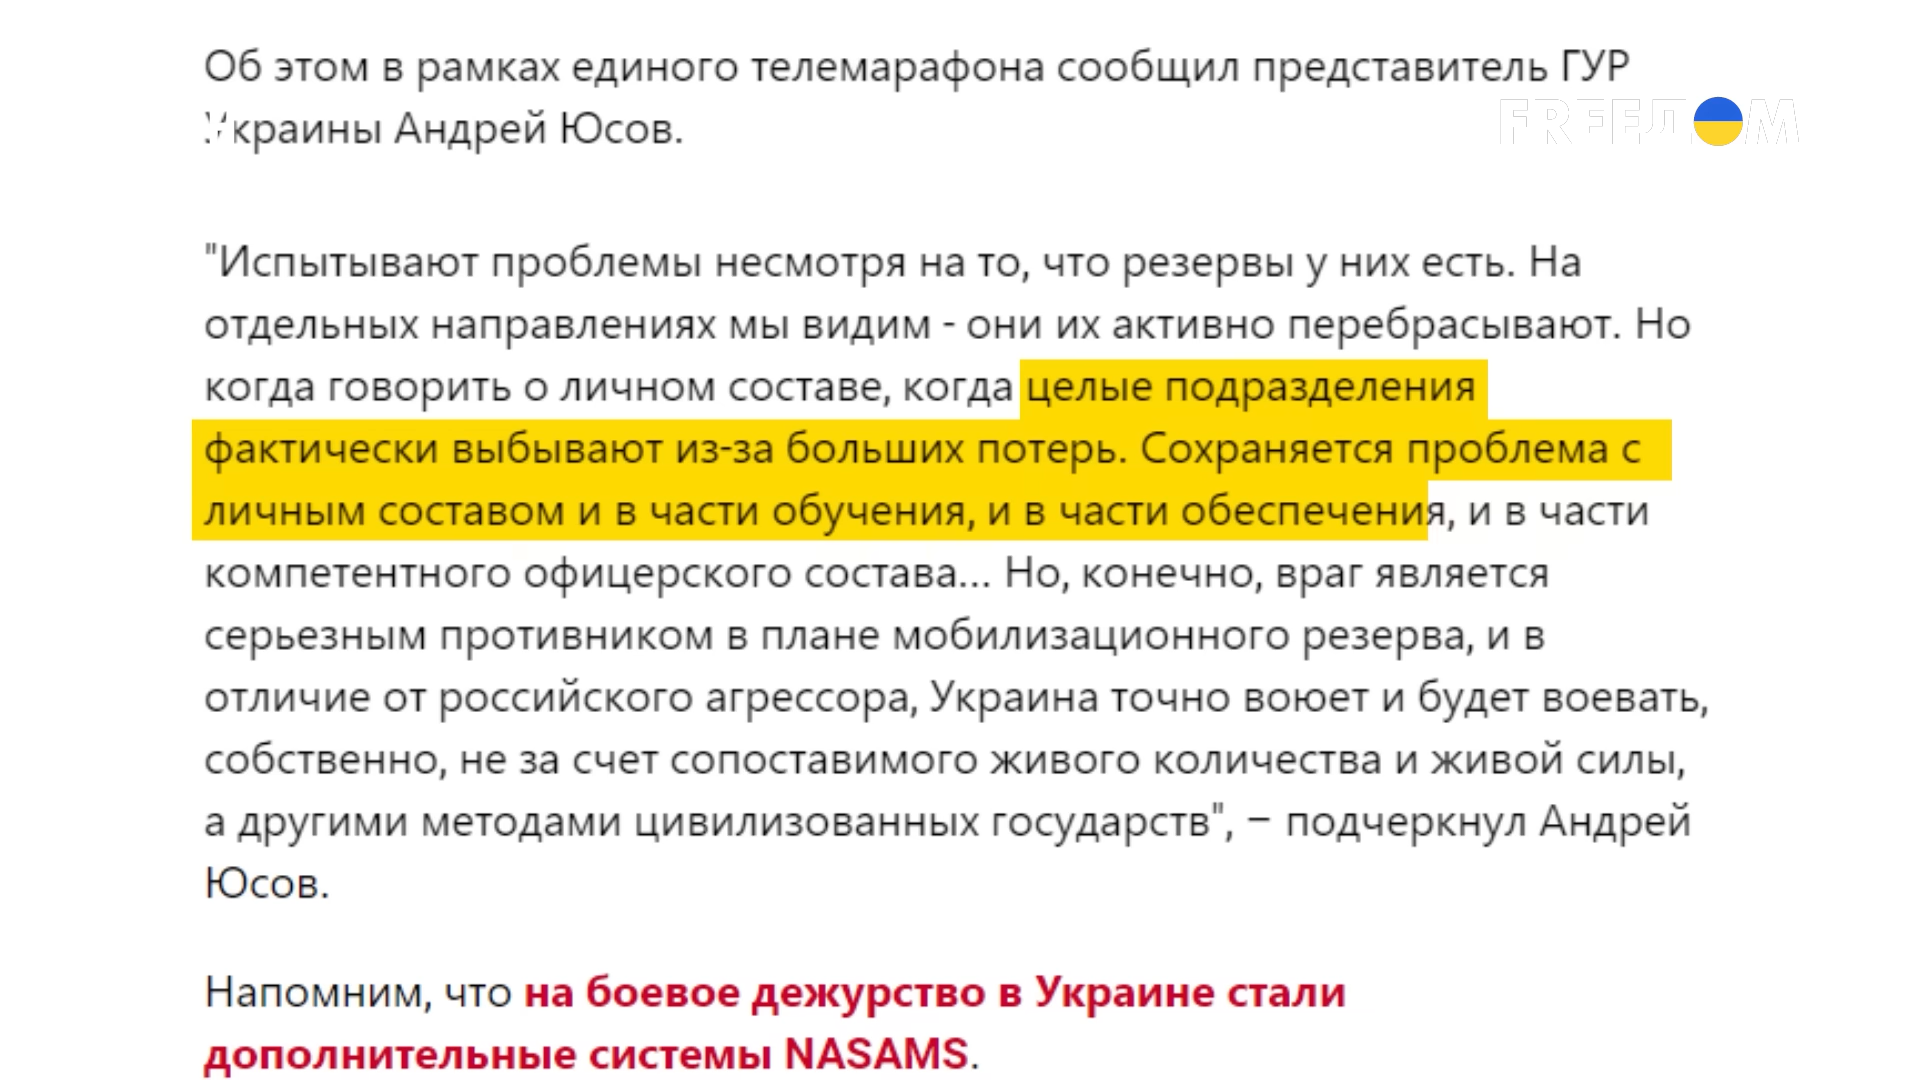 Об этом в рамках единого телемарафона сообщил представитель ГУР
Украины Андрей Юсов.
FREEДOM
"Испытывают проблемы несмотря на то, что резервы у них есть. На
отдельных направлениях мы видим - они их активно перебрасывают. Но
когда говорить о личном составе, когда целые подразделения
фактически выбывают из-за больших потерь. Сохраняется проблема с
личным составом и в части обучения, и в части обеспечения, и в части
компетентного офицерского состава... Но, конечно, враг является
серьезным противником в плане мобилизационного резерва, и в
отличие от российского агрессора, Украина точно воюет и будет воевать,
собственно, не за счет сопоставимого живого количества и живой силы,
а другими методами цивилизованных государств", – подчеркнул Андрей
Юсов.
Напомним, что на боевое дежурство в Украине стали
дополнительные системы NASAMS.